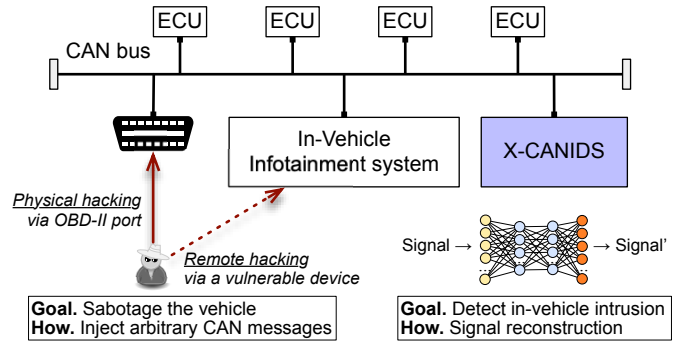 ECU ECU ECU ECU
CAN bus
In-Vehicle
Infotainment system
X-CANIDS
Physical hacking
via OBD-II port
Remote hacking
via a vulnerable device
Signal → → Signal'
Goal. Sabotage the vehicle
How. Inject arbitrary CAN messages
Goal. Detect in-vehicle intrusion
How. Signal reconstruction